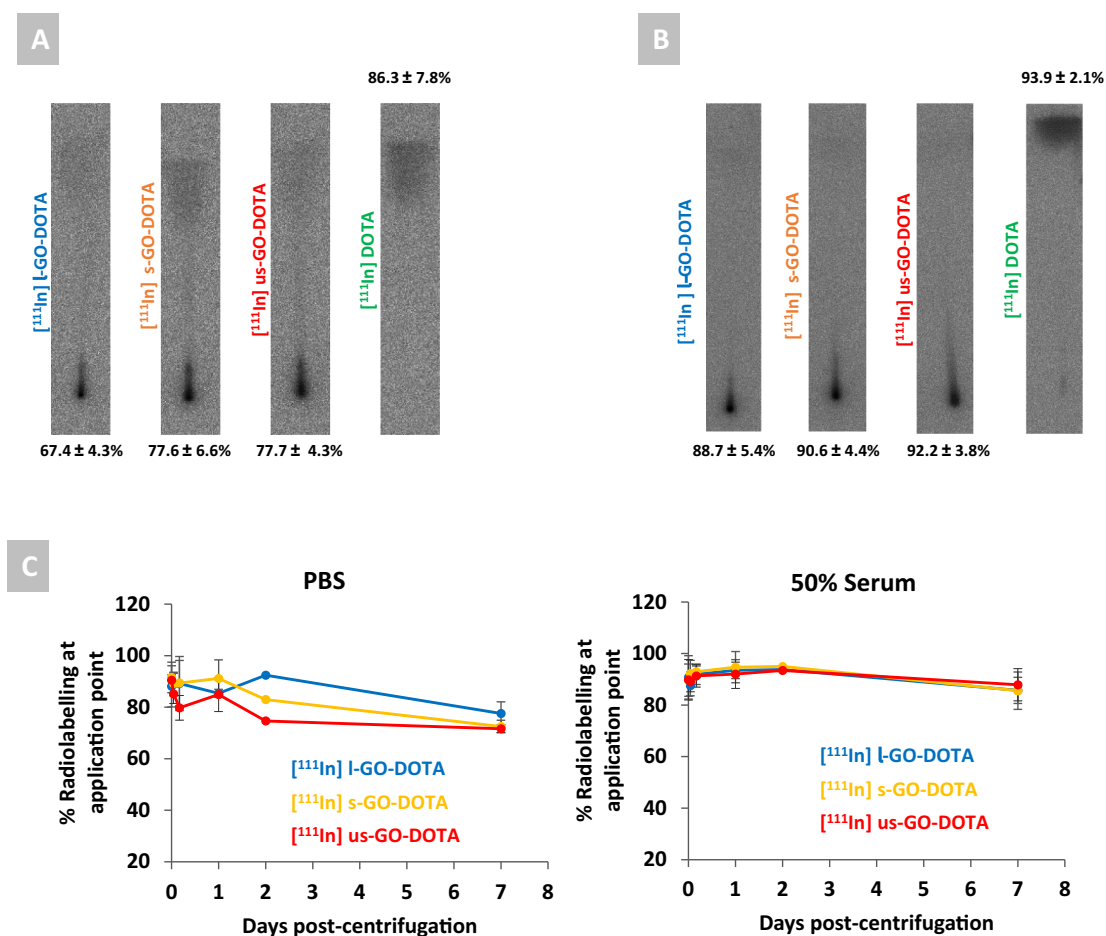 A
86.3 ± 7.8%
[¹¹¹In] l-GO-DOTA
[¹¹¹In] s-GO-DOTA
[¹¹¹In] us-GO-DOTA
[¹¹¹In] DOTA
67.4 ± 4.3%
77.6 ± 6.6%
77.7 ± 4.3%
B
93.9 ± 2.1%
[¹¹¹In] l-GO-DOTA
[¹¹¹In] s-GO-DOTA
[¹¹¹In] us-GO-DOTA
[¹¹¹In] DOTA
88.7 ± 5.4%
90.6 ± 4.4%
92.2 ± 3.8%
C
PBS
% Radiolabelling at
application point
120
100
80
60
40
20
[¹¹¹In] l-GO-DOTA
[¹¹¹In] s-GO-DOTA
[¹¹¹In] us-GO-DOTA
0 1 2 3 4 5 6 7 8
Days post-centrifugation
50% Serum
% Radiolabelling at
application point
120
100
80
60
40
20
[¹¹¹In] l-GO-DOTA
[¹¹¹In] s-GO-DOTA
[¹¹¹In] us-GO-DOTA
0 1 2 3 4 5 6 7 8
Days post-centrifugation